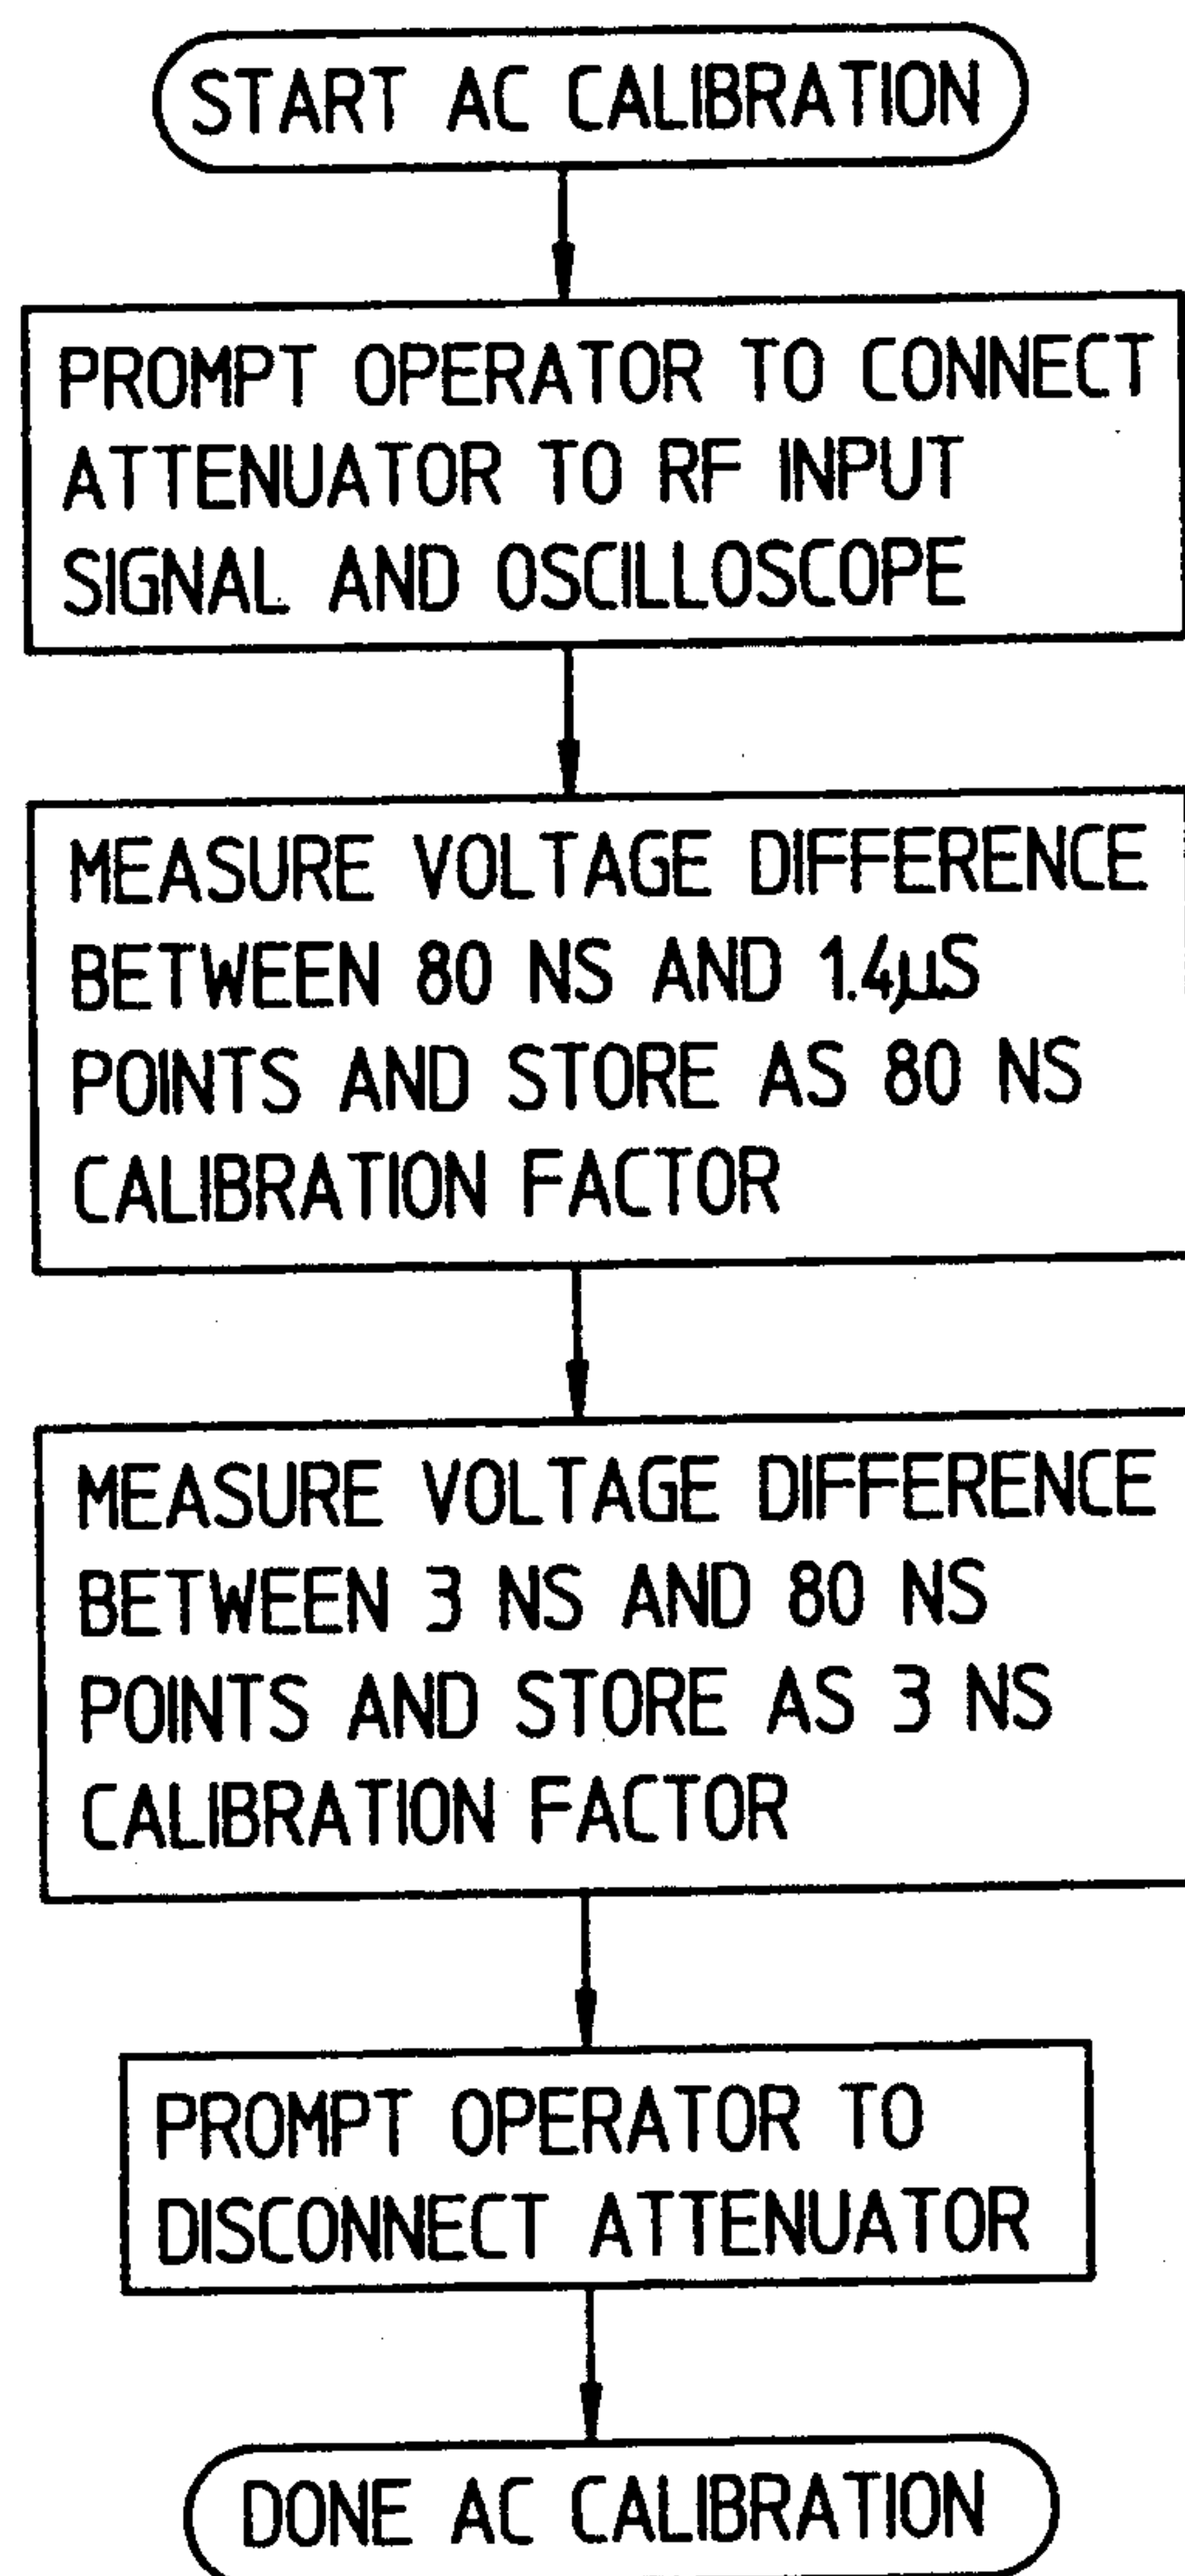 START AC CALIBRATION
PROMPT OPERATOR TO CONNECT
ATTENUATOR TO RF INPUT
SIGNAL AND OSCILLOSCOPE
MEASURE VOLTAGE DIFFERENCE
BETWEEN 80 NS AND 1.4µS
POINTS AND STORE AS 80 NS
CALIBRATION FACTOR
MEASURE VOLTAGE DIFFERENCE
BETWEEN 3 NS AND 80 NS
POINTS AND STORE AS 3 NS
CALIBRATION FACTOR
PROMPT OPERATOR TO
DISCONNECT ATTENUATOR
DONE AC CALIBRATION